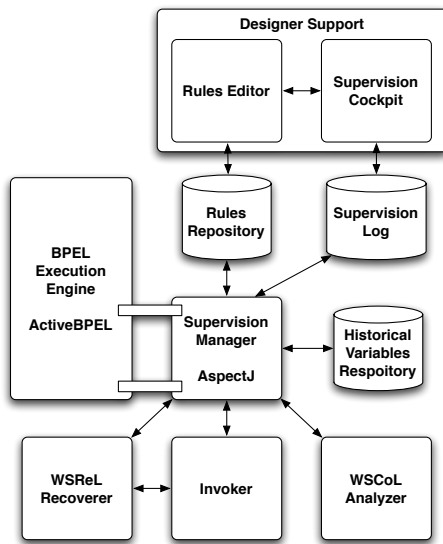 Designer Support
Rules Editor
Supervision
Cockpit
Rules
Repository
Supervision
Log
BPEL
Execution
Engine
ActiveBPEL
Supervision
Manager
AspectJ
Historical
Variables
Respoitory
WSReL
Recoverer
Invoker
WSCoL
Analyzer